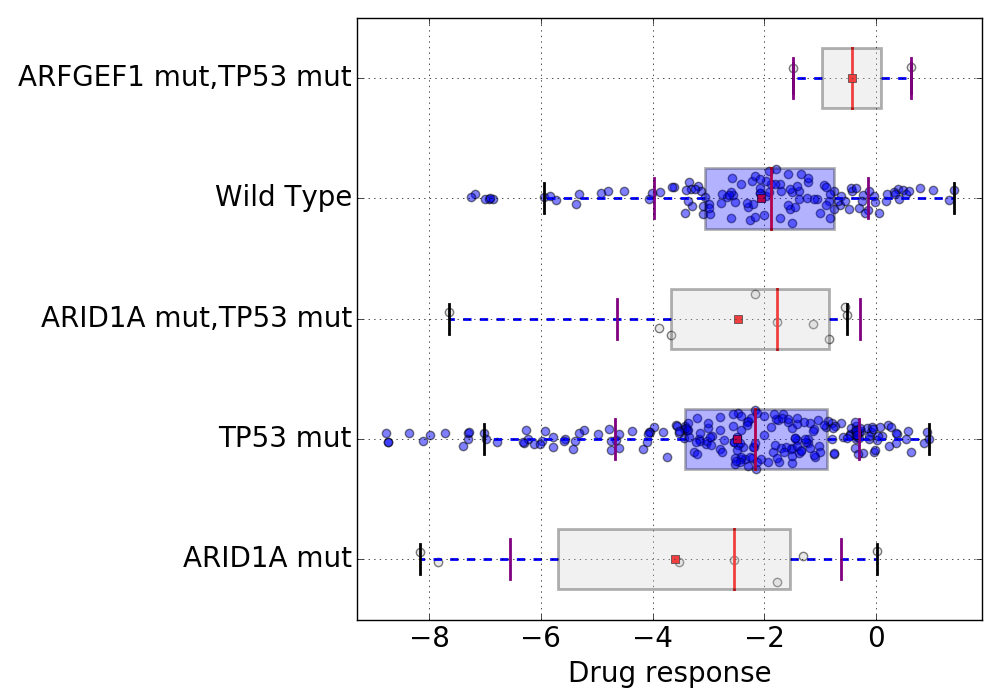 ARFGEF1 mut,TP53 mut
Wild Type
ARID1A mut,TP53 mut
TP53 mut
ARID1A mut
−8 −6 −4 −2 0
Drug response